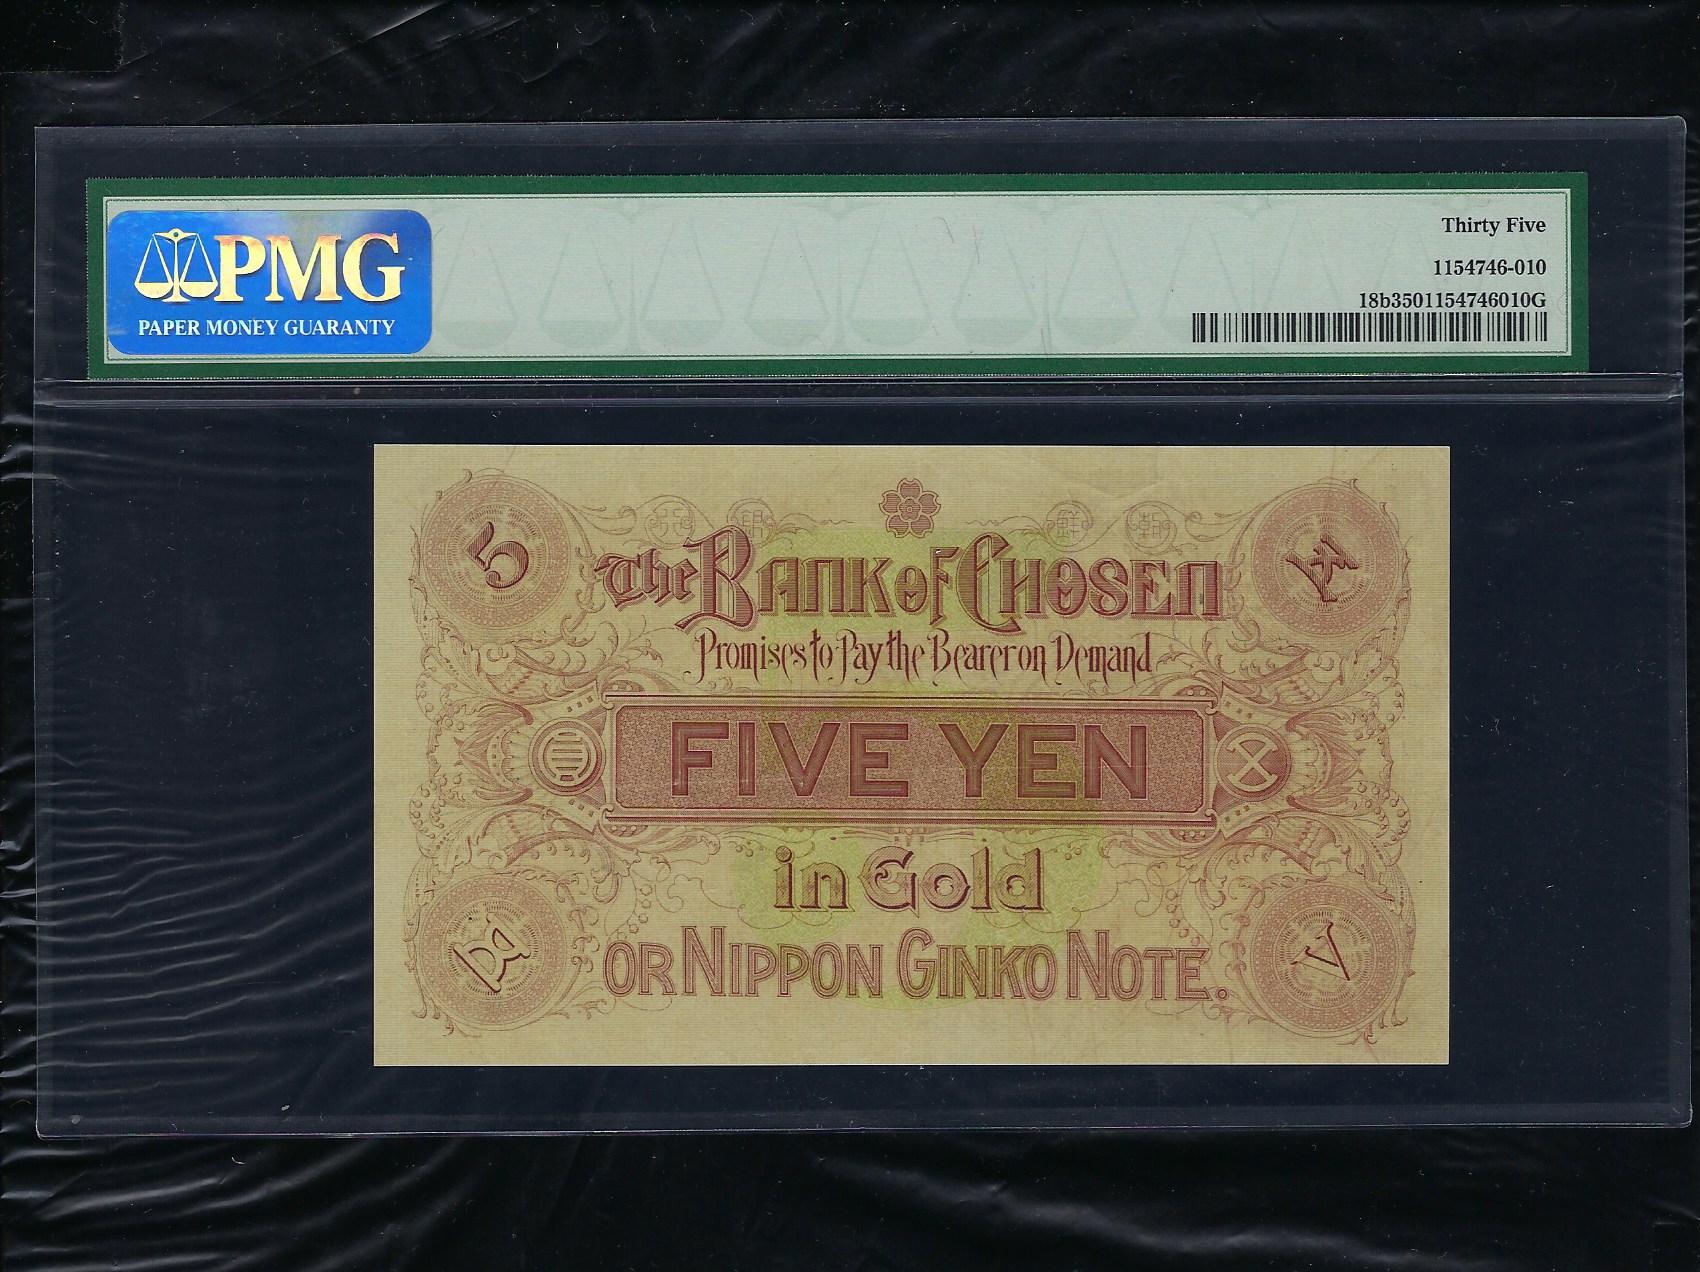 PMG
PAPER MONEY GUARANTY
Thirty Five
1154746-010
18b3501154746010G
5
The Bank of Chosen
Promises to Pay the Bearer on Demand
FIVE YEN
in Gold
OR NIPPON GINKO NOTE.
V